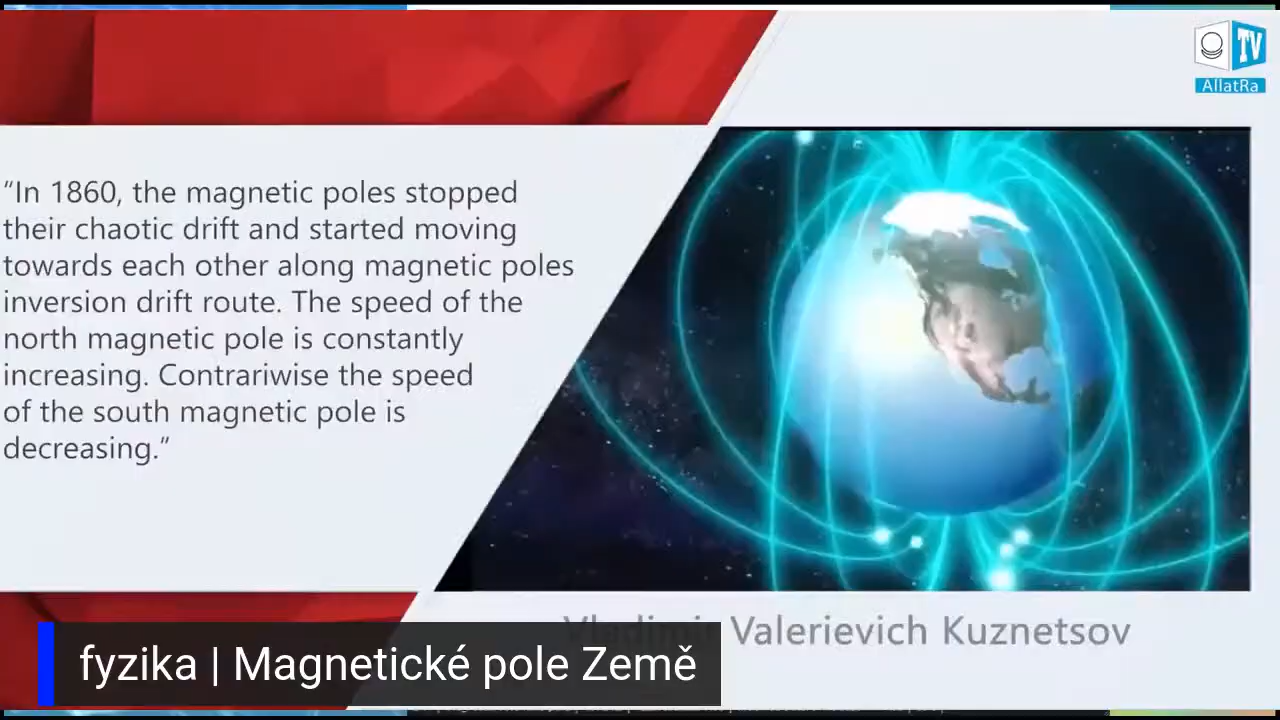 TV
AllatRa
“In 1860, the magnetic poles stopped
their chaotic drift and started moving
towards each other along magnetic poles
inversion drift route. The speed of the
north magnetic pole is constantly
increasing. Contrariwise the speed
of the south magnetic pole is
decreasing.”
Vladimir Valerievich Kuznetsov
fyzika | Magnetické pole Země